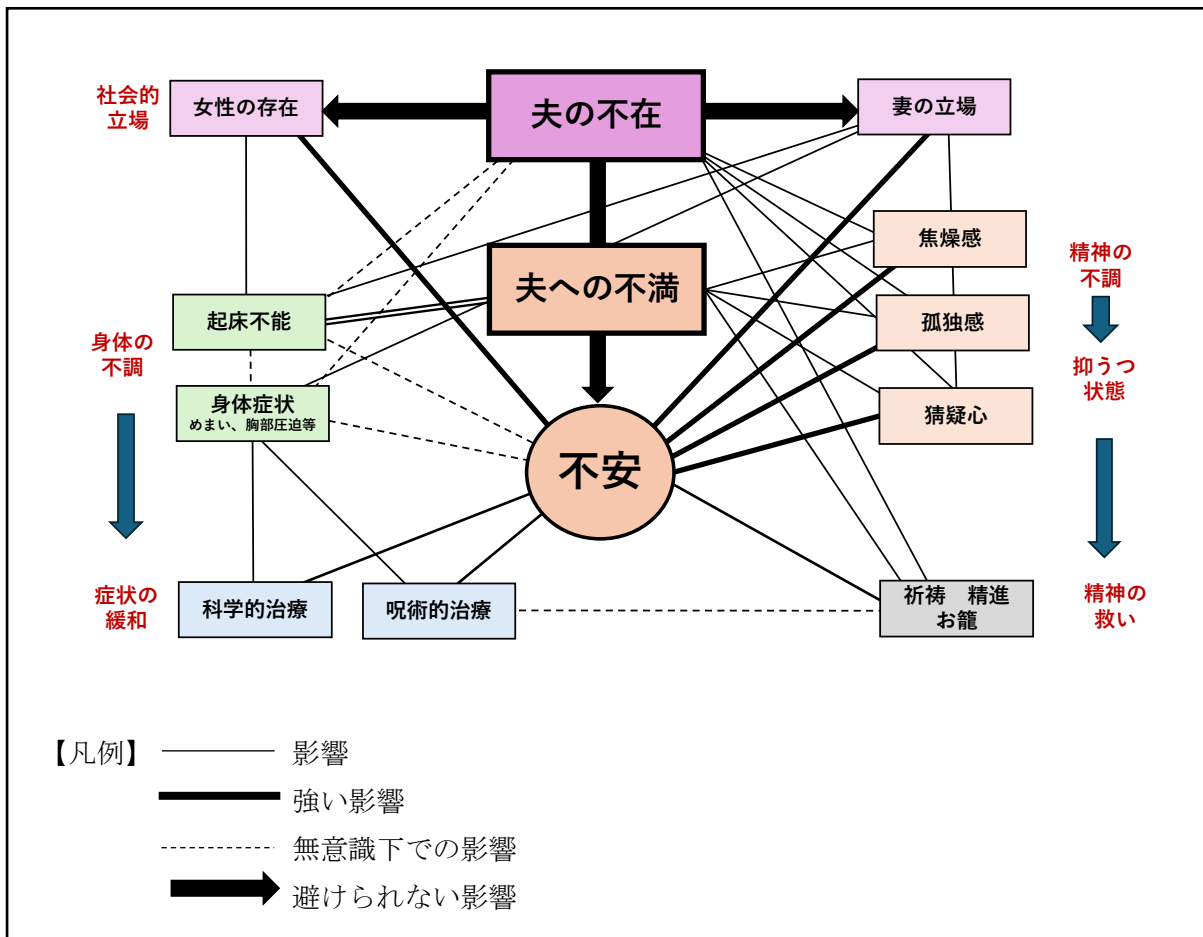 社会的
立場
女性の存在
夫の不在
妻の立場
焦燥感
精神の
不調
夫への不満
起床不能
孤独感
身体の
不調
抑うつ
状態
身体症状
めまい、胸部圧迫等
猜疑心
不安
症状の
緩和
科学的治療
呪術的治療
祈祷　精進
お籠
精神の
救い
【凡例】 影響
強い影響
無意識下での影響
避けられない影響